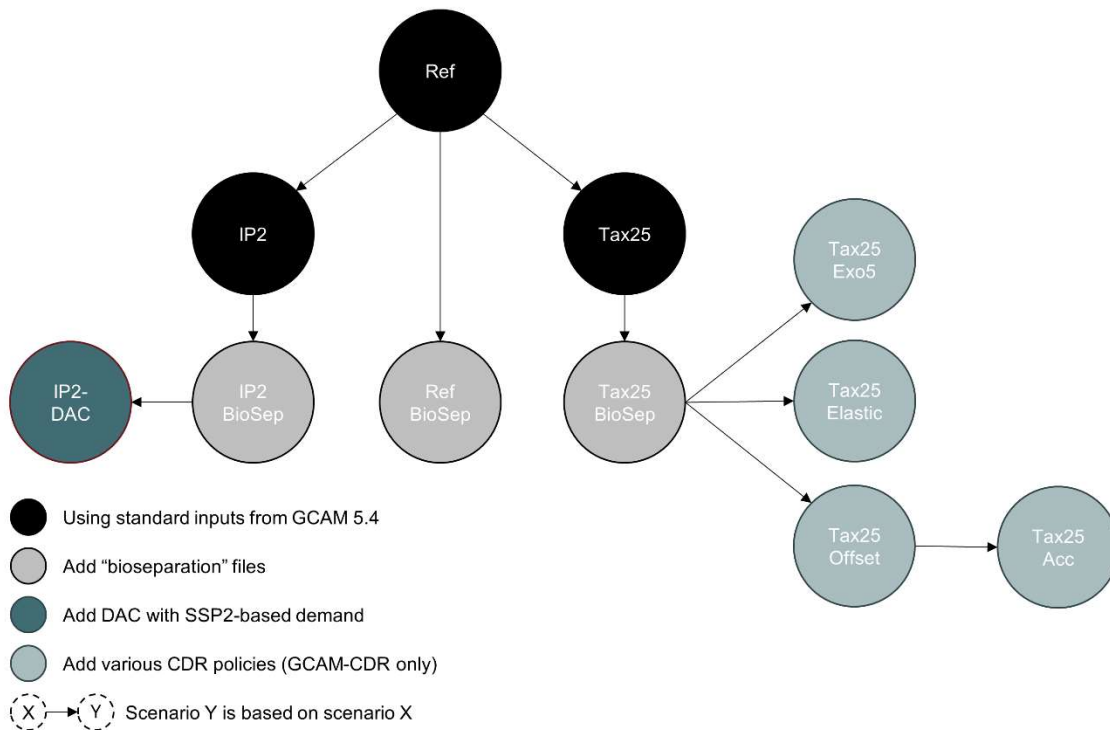 Ref
IP2
Tax25
Tax25
Exo5
IP2-
DAC
IP2
BioSep
Ref
BioSep
Tax25
BioSep
Tax25
Elastic
Tax25
Offset
Tax25
Acc
Using standard inputs from GCAM 5.4
Add “bioseparation” files
Add DAC with SSP2-based demand
Add various CDR policies (GCAM-CDR only)
X Y Scenario Y is based on scenario X